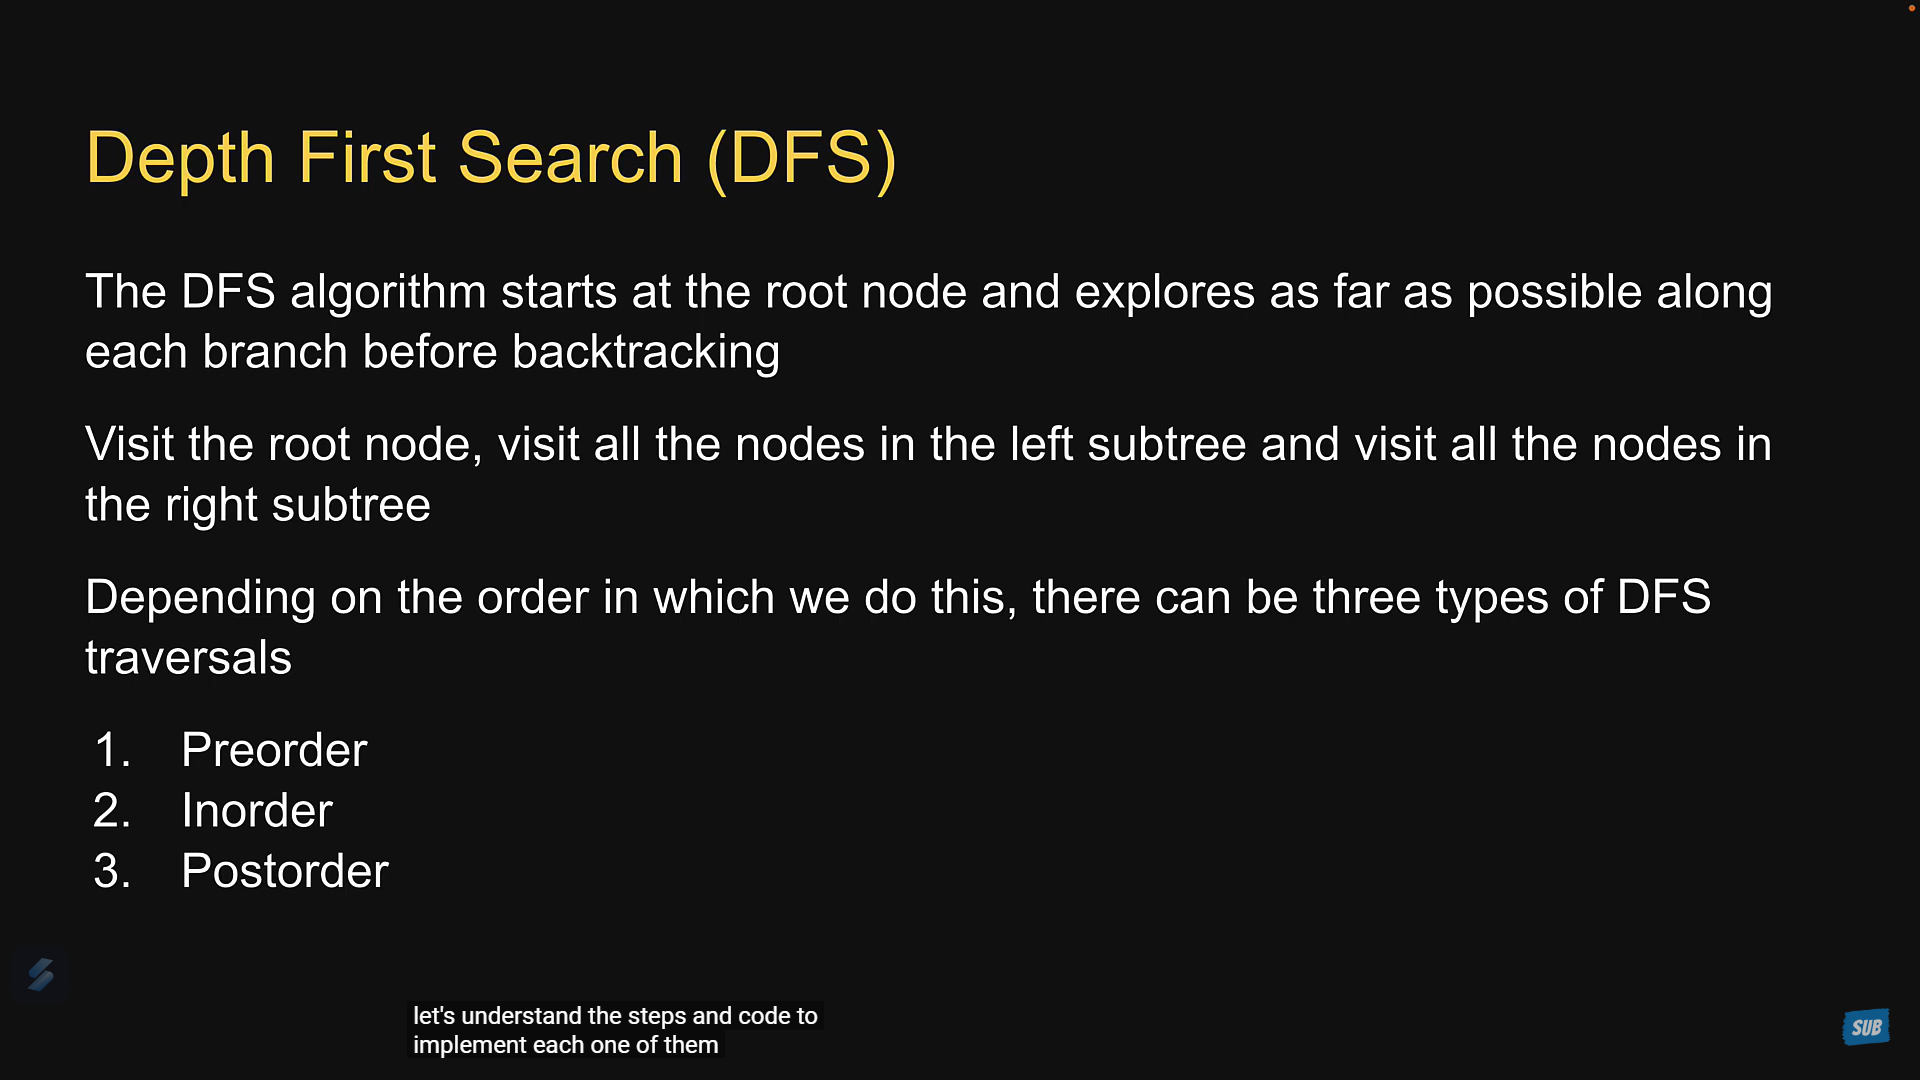 Depth First Search (DFS)
The DFS algorithm starts at the root node and explores as far as possible along
each branch before backtracking
Visit the root node, visit all the nodes in the left subtree and visit all the nodes in
the right subtree
Depending on the order in which we do this, there can be three types of DFS
traversals
1. Preorder
2. Inorder
3. Postorder
let's understand the steps and code to
implement each one of them
SUB